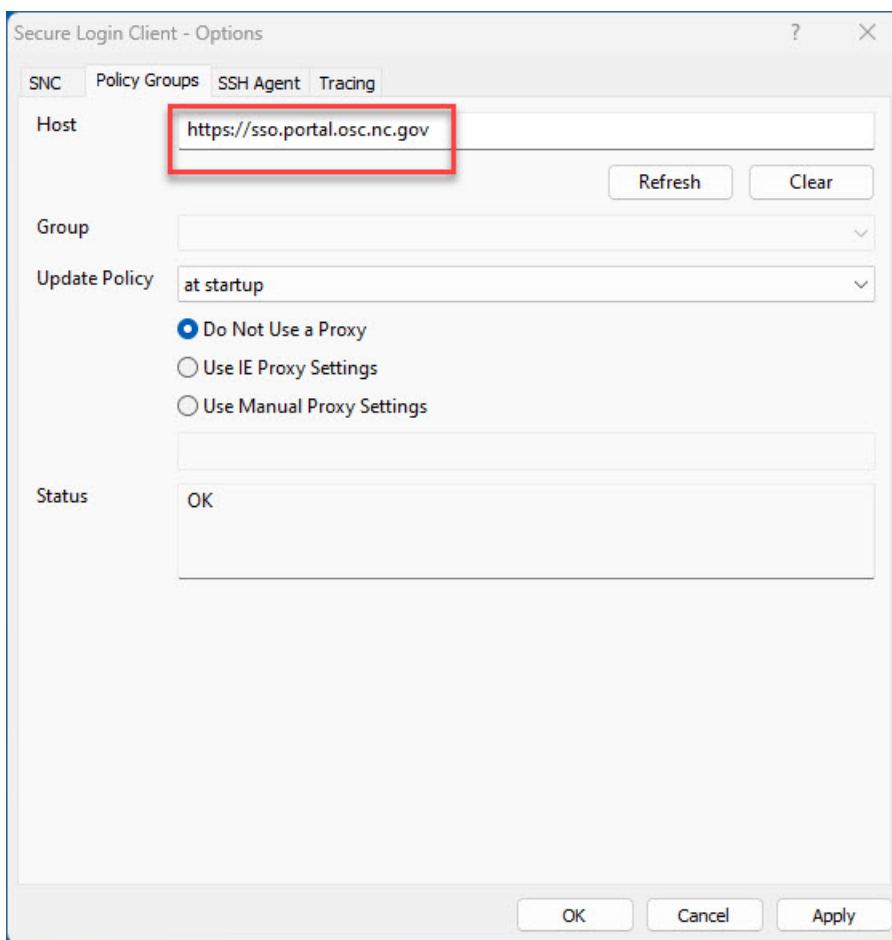 Secure Login Client - Options ?
SNC Policy Groups SSH Agent Tracing
Host https://sso.portal.osc.nc.gov
Refresh Clear
Group
Update Policy at startup
Do Not Use a Proxy
Use IE Proxy Settings
Use Manual Proxy Settings
Status OK
OK Cancel Apply